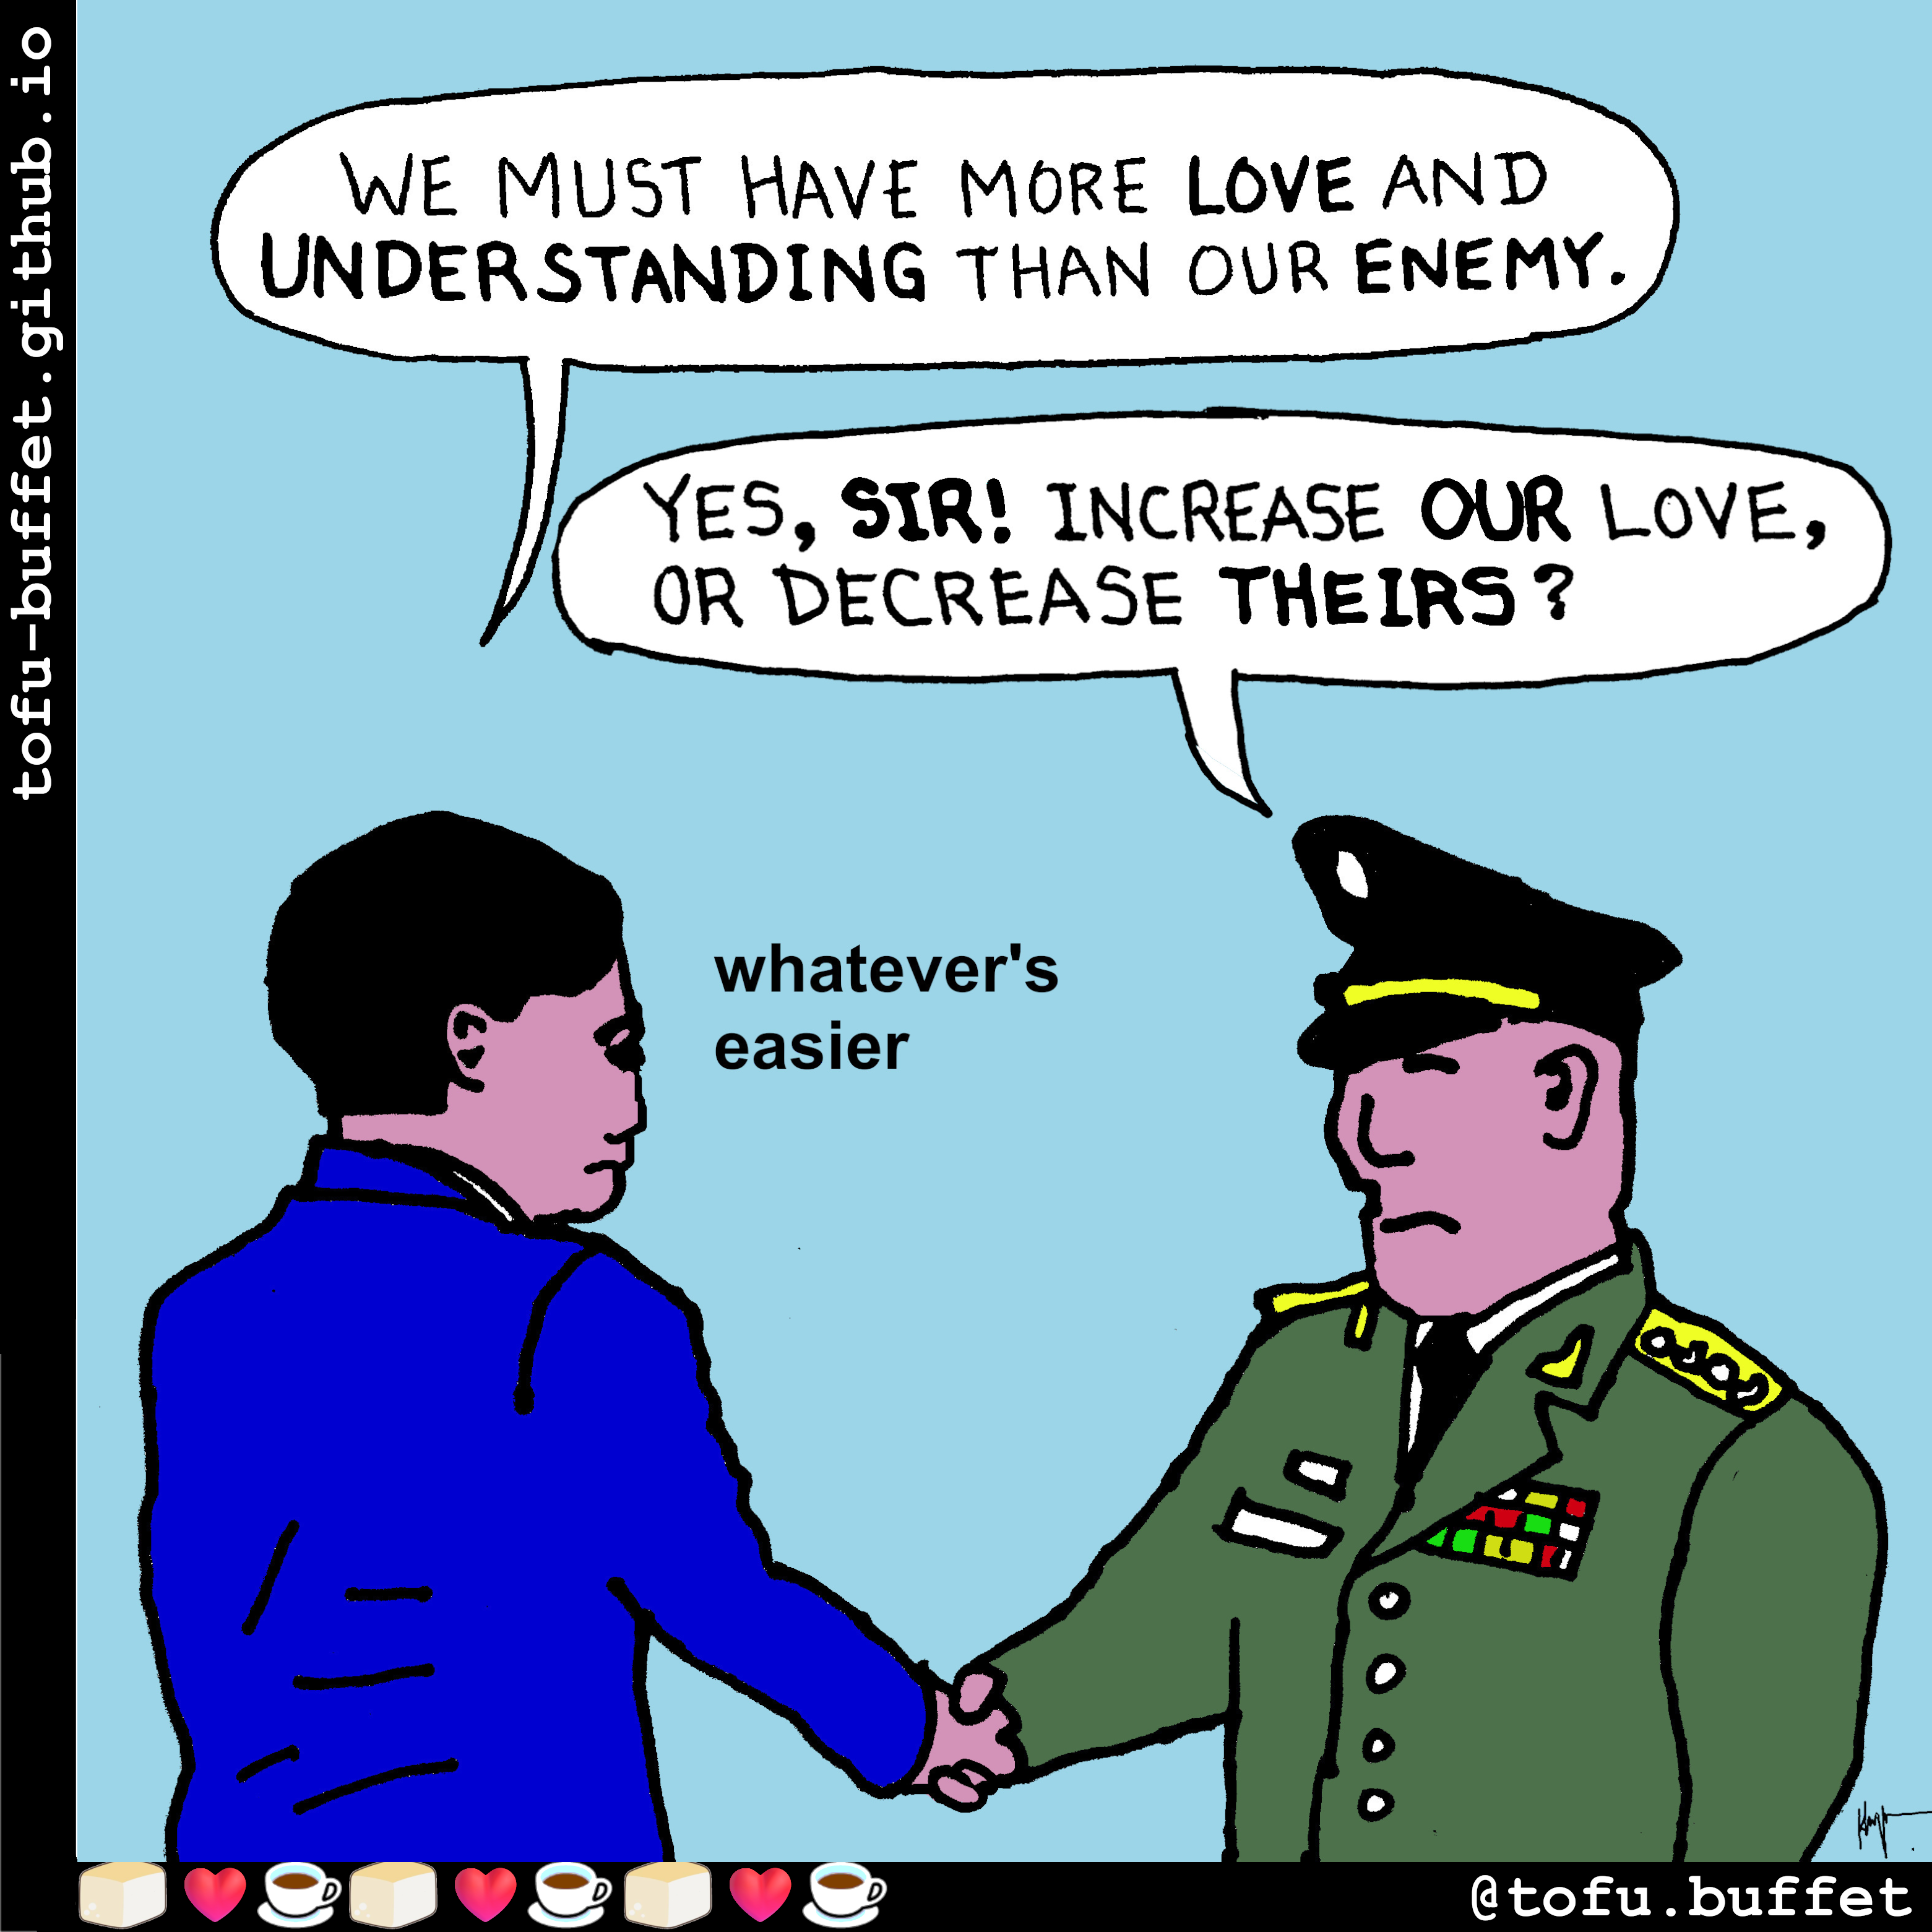 WE MUST HAVE MORE LOVE AND
UNDERSTANDING THAN OUR ENEMY.
YES, SIR! INCREASE OUR LOVE,
OR DECREASE THEIRS?
whatever's
easier
tofu-buffet.github.io
@tofu.buffet